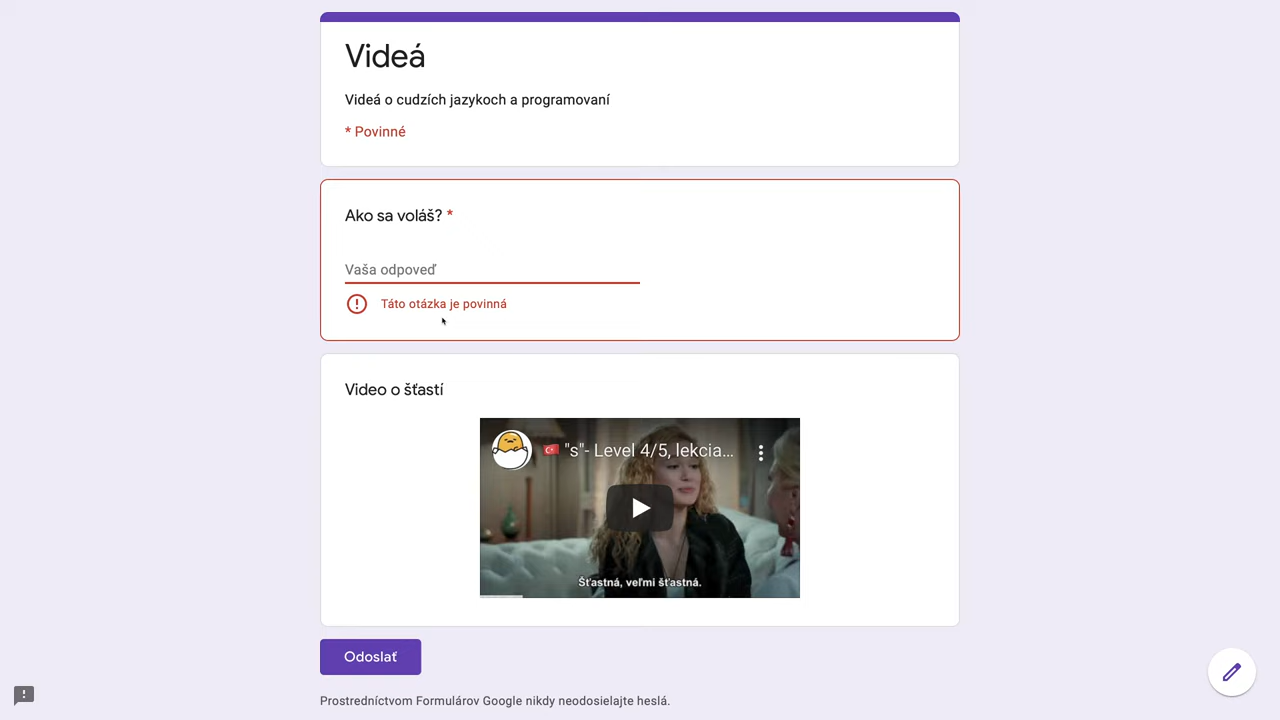 Videá
Videá o cudzích jazykoch a programovaní
* Povinné
Ako sa voláš? *
Vaša odpoveď
Táto otázka je povinná
Video o šťastí
"s"- Level 4/5, lekcia...
Šťastná, veľmi šťastná.
Odoslať
Prostredníctvom Formulárov Google nikdy neodosielajte heslá.